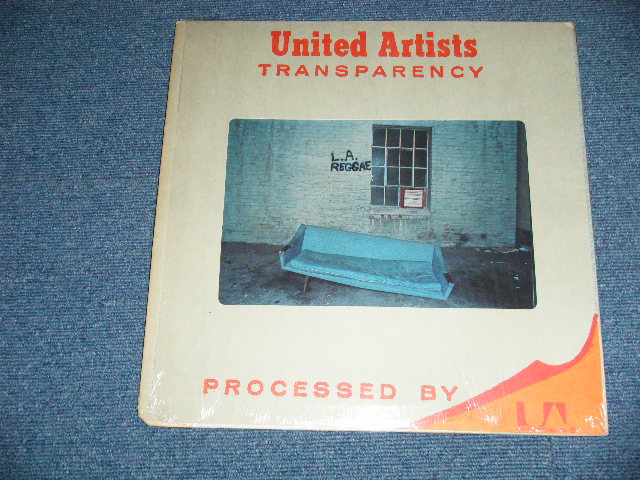 United Artists
TRANSPARENCY
L.A.
REGGAE
PROCESSED BY
UA